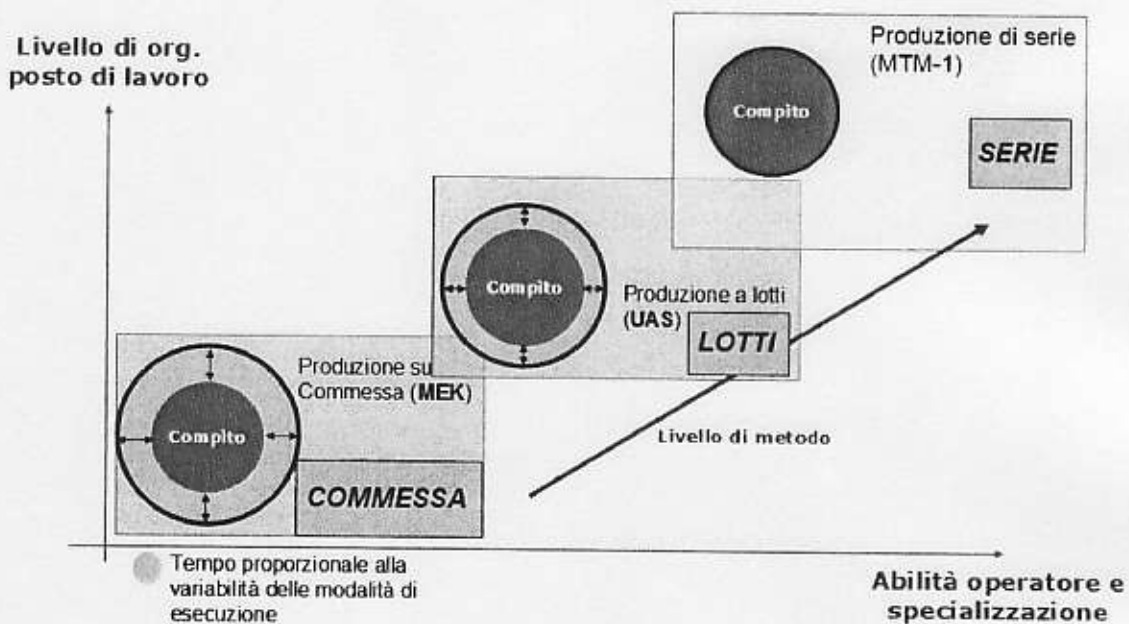 Livello di org.
posto di lavoro
Produzione di serie
(MTM-1)
Compito
SERIE
Compito
Produzione a lotti
(UAS)
LOTTI
Produzione su
Commessa (MEK)
Compito
Livello di metodo
COMMESSA
Tempo proporzionale alla
variabilità delle modalità di
esecuzione
Abilità operatore e
specializzazione